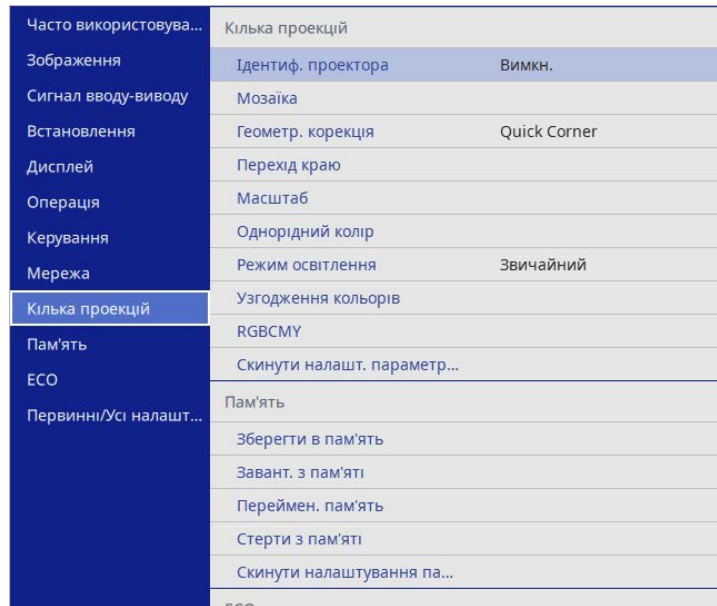 Часто використовува...
Зображення
Сигнал вводу-виводу
Встановлення
Дисплей
Операція
Керування
Мережа
Кілька проекцій
Пам'ять
ECO
Первинні/Усі налашт...
Кілька проекцій
Ідентиф. проектора Вимкн.
Мозаїка
Геометр. корекція Quick Corner
Перехід краю
Масштаб
Однорідний колір
Режим освітлення Звичайний
Узгодження кольорів
RGBCMY
Скинути налашт. параметр...
Пам'ять
Зберегти в пам'ять
Завант. з пам'яті
Переймен. пам'ять
Стерти з пам'яті
Скинути налаштування па...
ECO